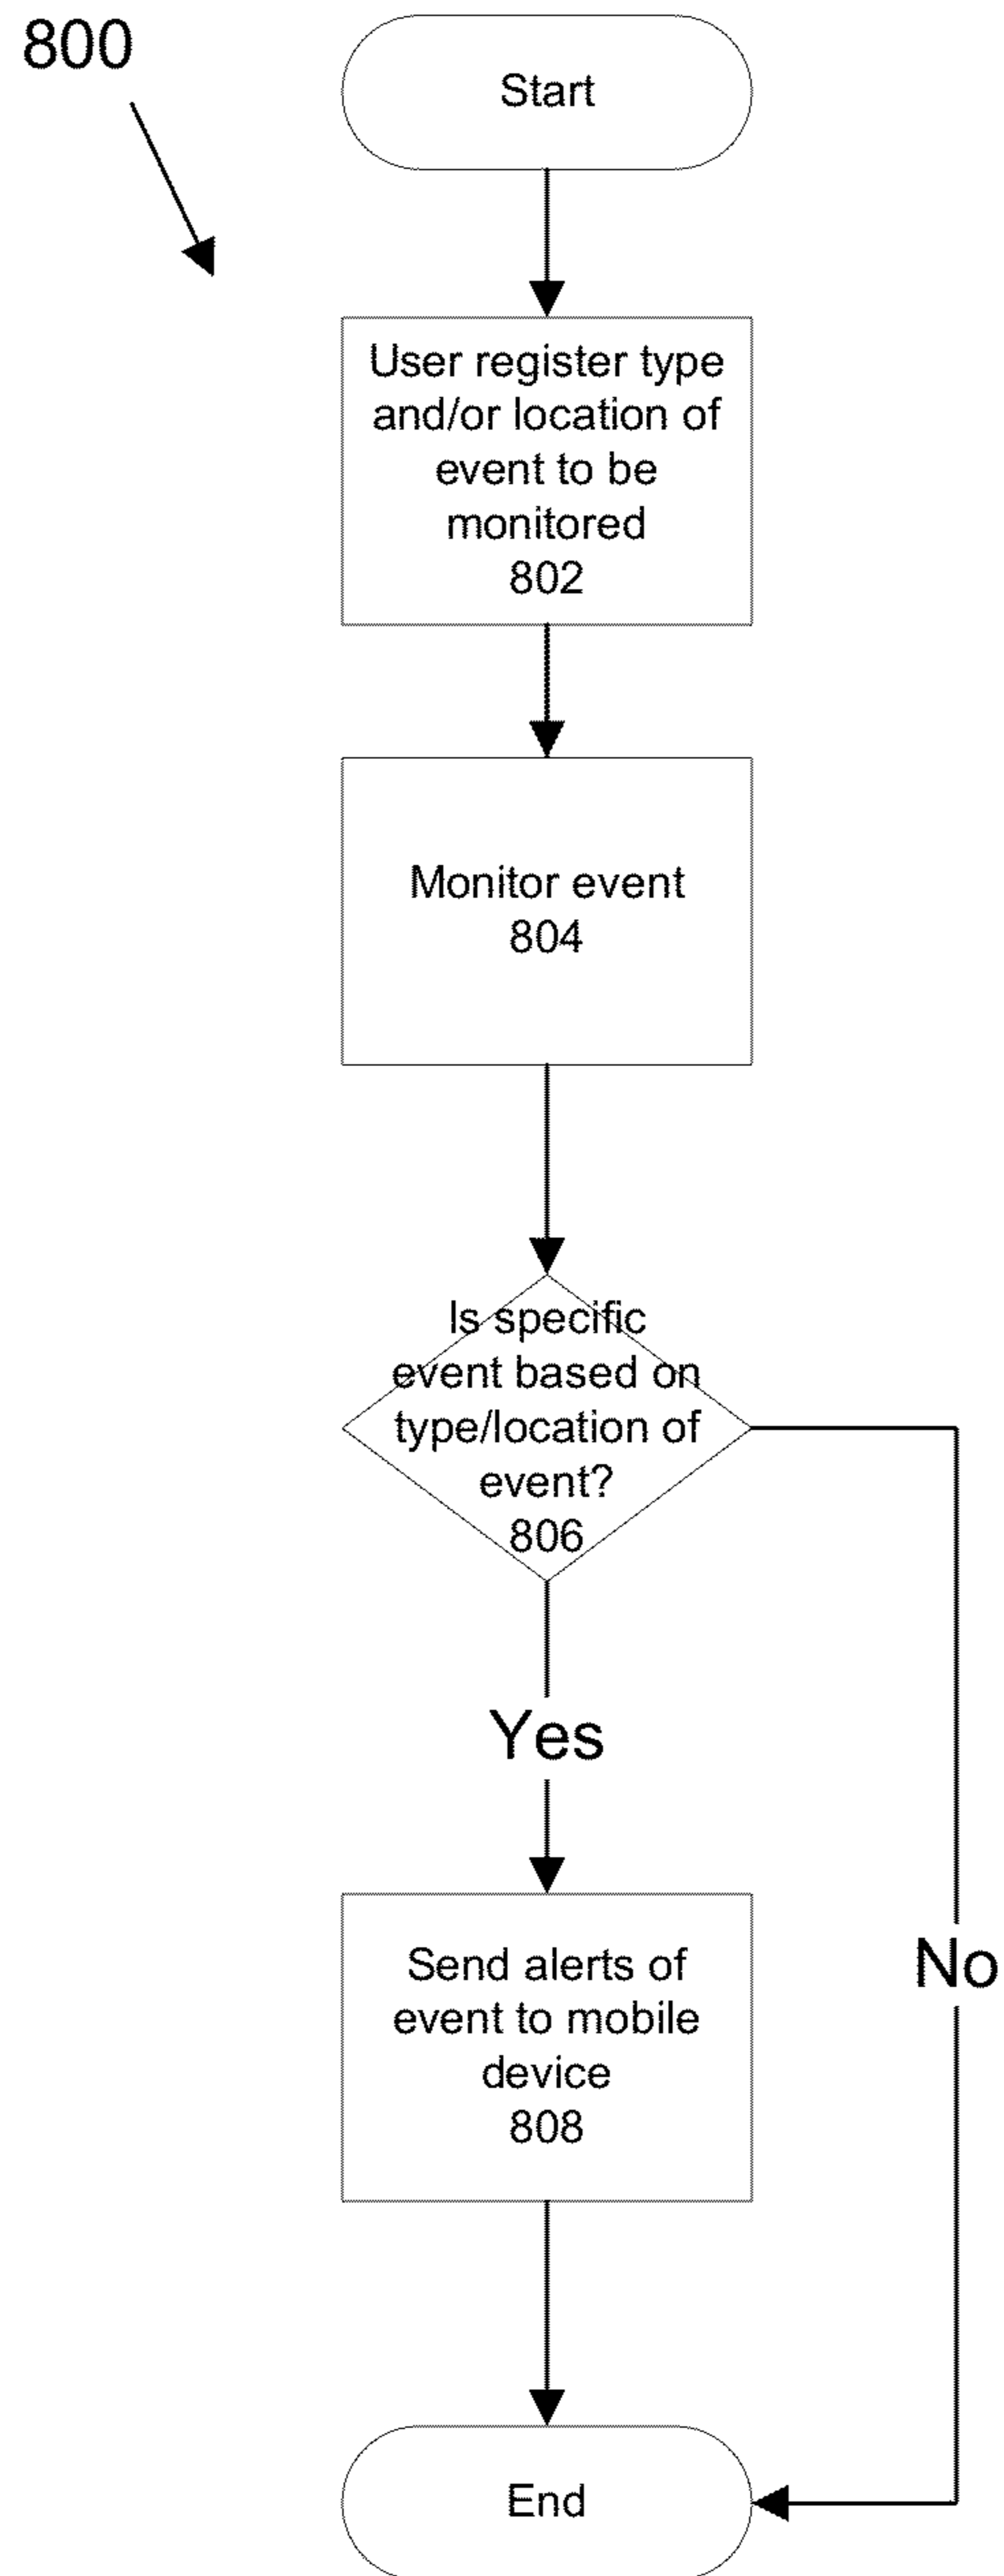 800
Start
User register type
and/or location of
event to be
monitored
802
Monitor event
804
Is specific
event based on
type/location of
event?
806
Yes
Send alerts of
event to mobile
device
808
No
End